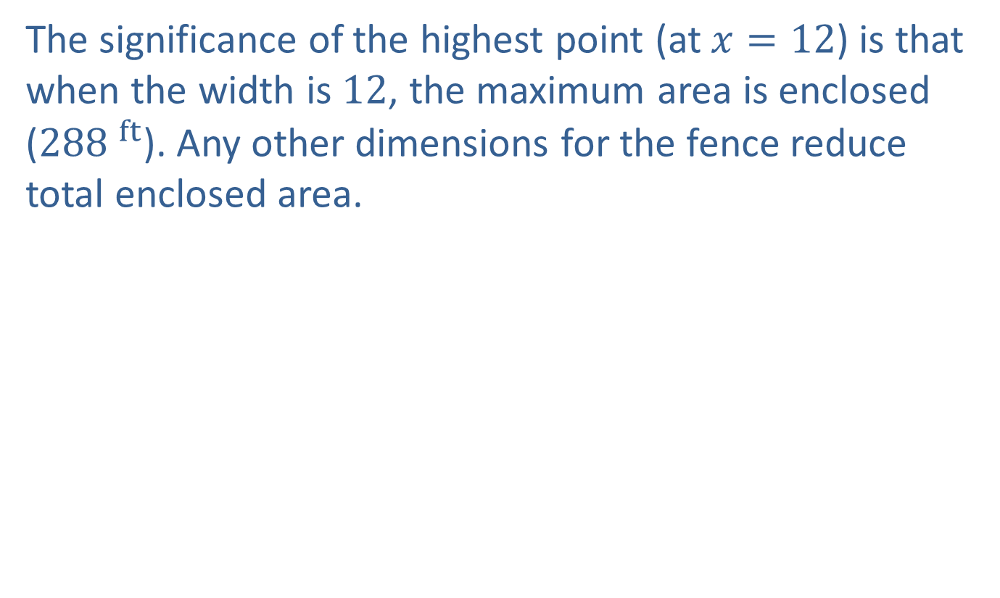 The significance of the highest point (at x = 12) is that
when the width is 12, the maximum area is enclosed
(288 ft). Any other dimensions for the fence reduce
total enclosed area.